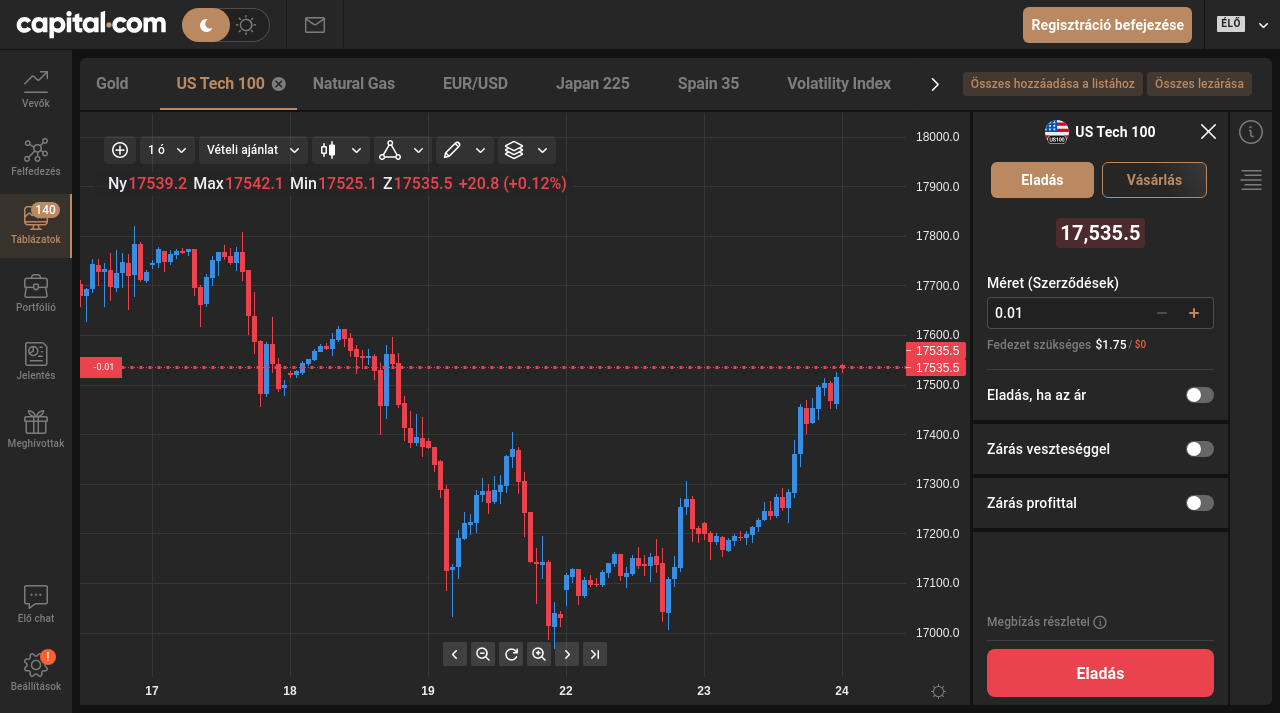 capital.com
Regisztráció befejezése
ÉLŐ
Vevők
Felfedezés
140
Táblázatok
Portfólió
Jelentés
Meghívottak
Elő chat
!
Beállítások
Gold
US Tech 100
Natural Gas
EUR/USD
Japan 225
Spain 35
Volatility Index
Összes hozzáadása a listához
Összes lezárása
1 ó
Vételi ajánlat
Ny17539.2 Max17542.1 Min17525.1 Z17535.5 +20.8 (+0.12%)
18000.0
17900.0
17800.0
17700.0
17600.0
17535.5
-0.01
17535.5
17500.0
17400.0
17300.0
17200.0
17100.0
17000.0
17
18
19
22
23
24
US100
US Tech 100
Eladás
Vásárlás
17,535.5
Méret (Szerződések)
0.01
Fedezet szükséges $1.75 / $0
Eladás, ha az ár
Zárás veszteséggel
Zárás profittal
Megbízás részletei
Eladás